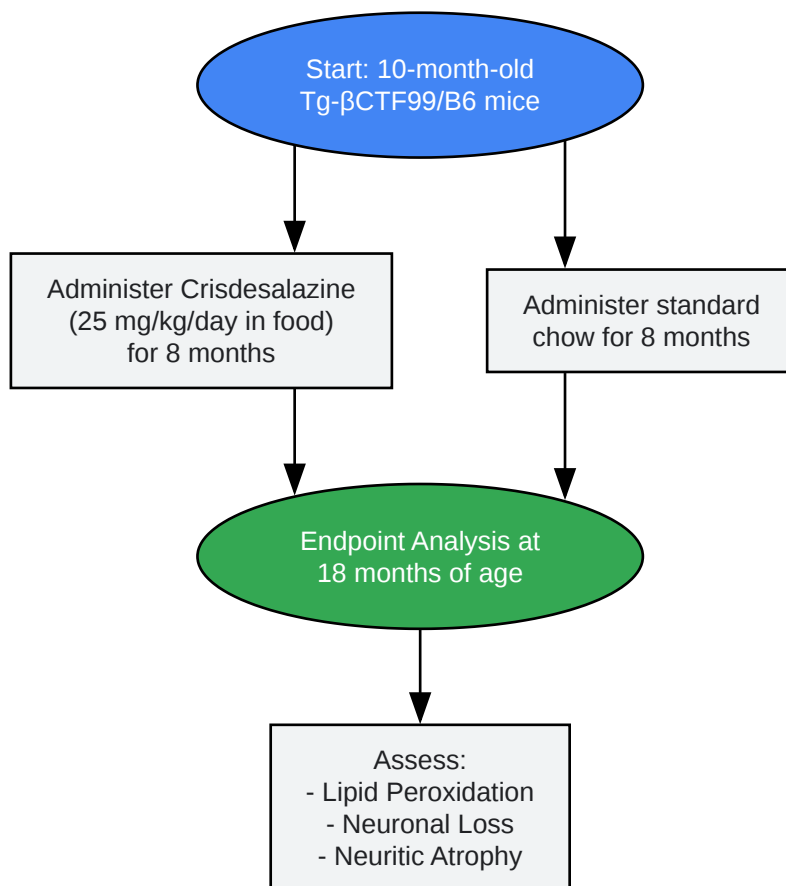 Start: 10-month-old
Tg-βCTF99/B6 mice
Administer Crisdesalazine
(25 mg/kg/day in food)
for 8 months
Administer standard
chow for 8 months
Endpoint Analysis at
18 months of age
Assess:
- Lipid Peroxidation
- Neuronal Loss
- Neuritic Atrophy